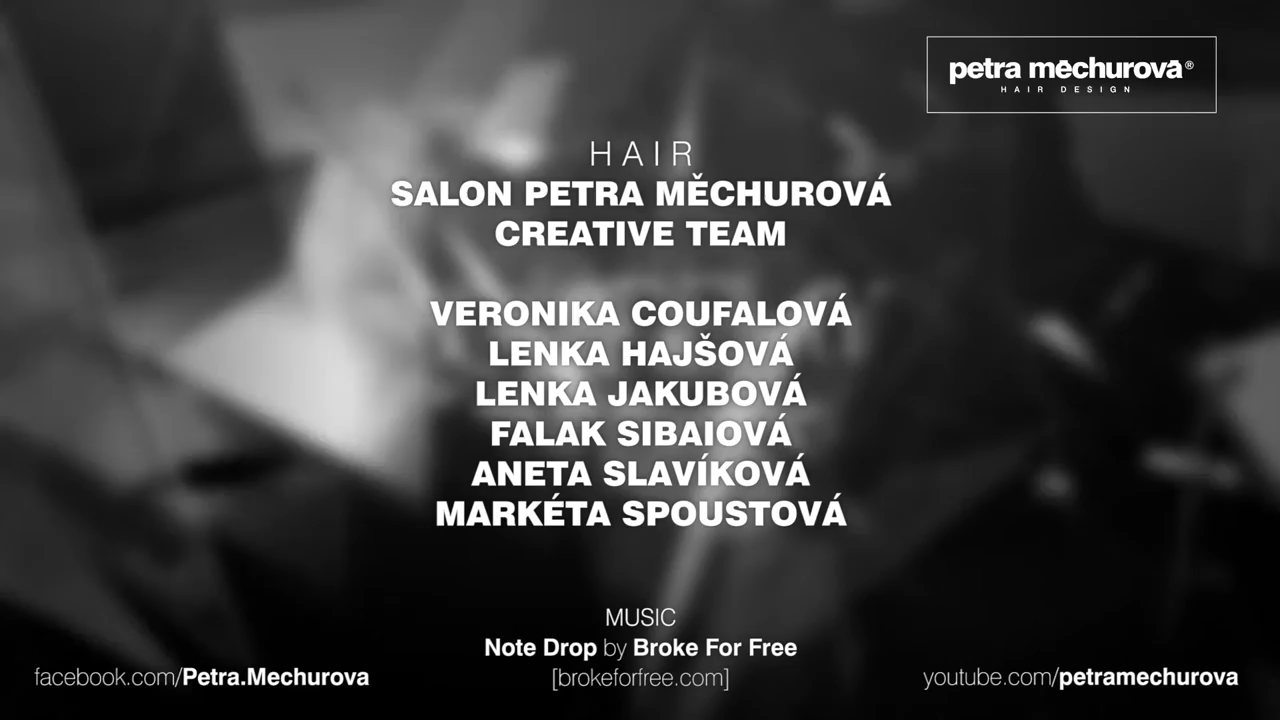 petra měchurová®
HAIR DESIGN
HAIR
SALON PETRA MĚCHUROVÁ
CREATIVE TEAM
VERONIKA COUFALOVÁ
LENKA HAJŠOVÁ
LENKA JAKUBOVÁ
FALAK SIBAIOVÁ
ANETA SLAVÍKOVÁ
MARKÉTA SPOUSTOVÁ
MUSIC
Note Drop by Broke For Free
[brokeforfree.com]
facebook.com/Petra.Mechurova
youtube.com/petramechurova